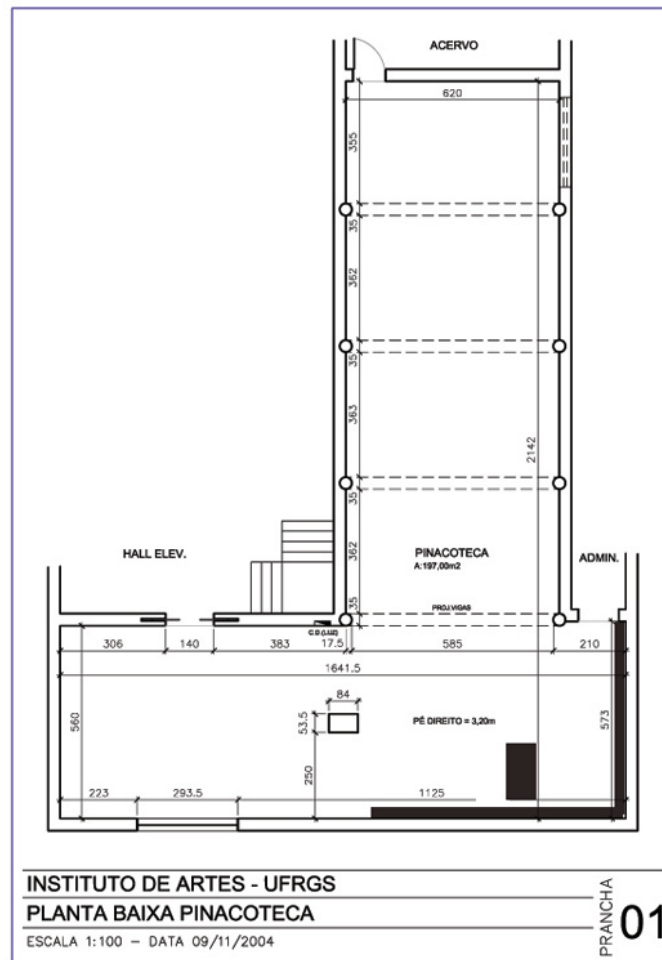 ACERVO
620
355
35
362
35
363
2142
35
362
HALL ELEV.
PINACOTECA
A:197,00m2
ADMIN.
35
PROJ.VIGAS
C.D.(LUZ)
306
140
383
17.5
585
210
1641.5
84
53.5
PÉ DIREITO = 3,20m
560
573
250
223
293.5
1125
INSTITUTO DE ARTES - UFRGS
PLANTA BAIXA PINACOTECA
ESCALA 1:100 - DATA 09/11/2004
PRANCHA
01